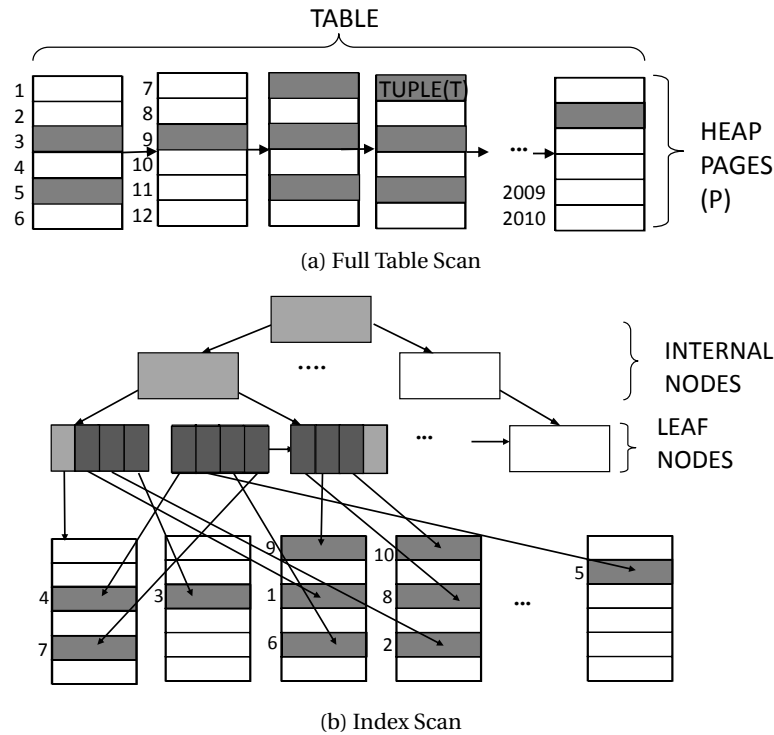 TABLE
1
2
3
4
5
6
7
8
9
10
11
12
TUPLE(T)
...
2009
2010
HEAP
PAGES
(P)
(a) Full Table Scan
....
INTERNAL
NODES
...
LEAF
NODES
4
7
3
9
1
6
10
8
2
...
5
(b) Index Scan